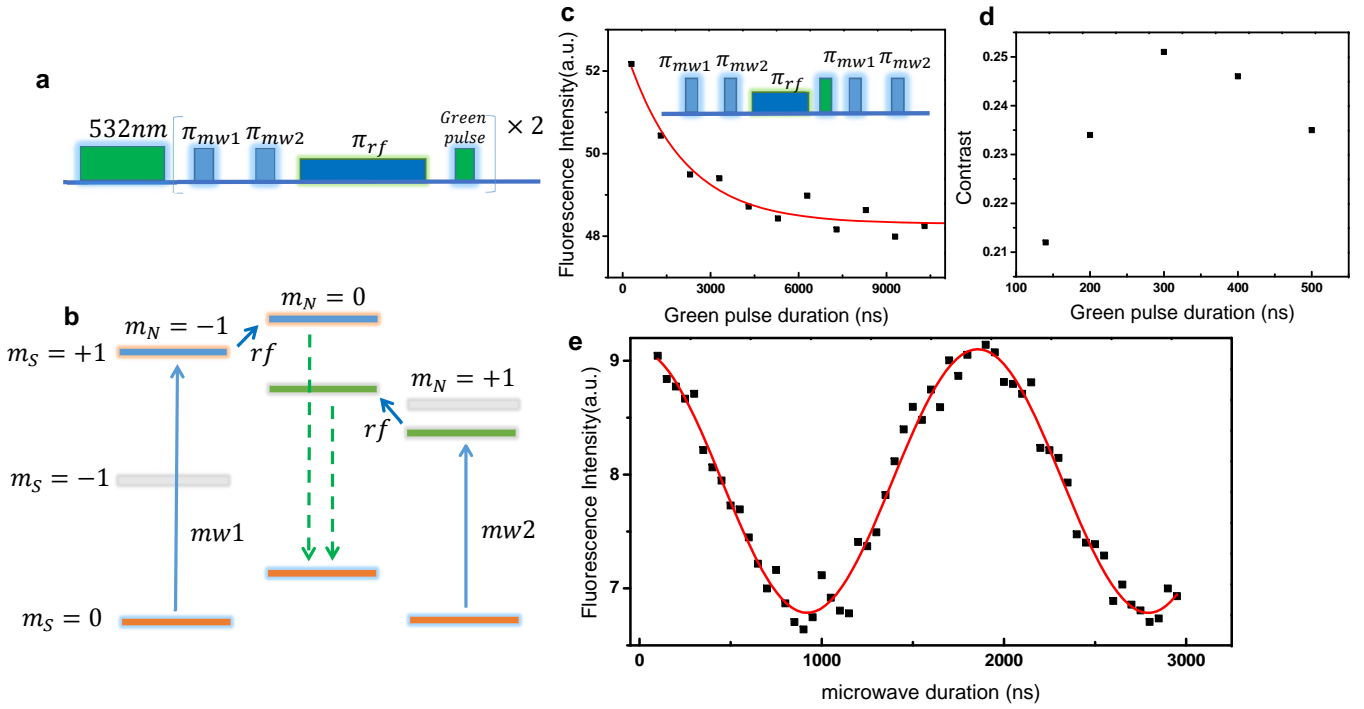 a
532nm
π_mw1
π_mw2
π_rf
Green
pulse
× 2
b
m_N = −1
m_N = 0
m_S = +1
rf
m_N = +1
rf
m_S = −1
mw1
mw2
m_S = 0
c
Fluorescence Intensity(a.u.)
52
50
48
π_mw1
π_mw2
π_rf
π_mw1
π_mw2
0
3000
6000
9000
Green pulse duration (ns)
d
Contrast
0.25
0.24
0.23
0.22
0.21
100
200
300
400
500
600
Green pulse duration (ns)
e
Fluorescence Intensity(a.u.)
9
8
7
0
1000
2000
3000
microwave duration (ns)